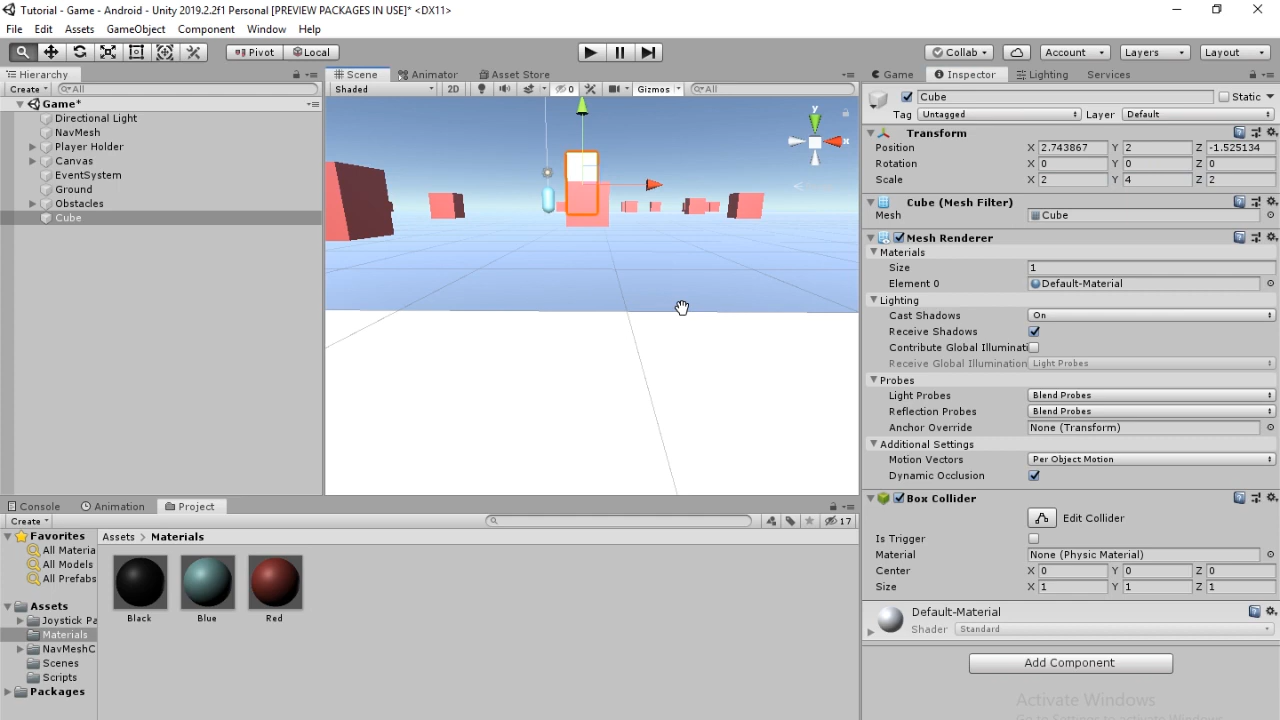 Tutorial - Game - Android - Unity 2019.2.2f1 Personal [PREVIEW PACKAGES IN USE]* <DX11>
File Edit Assets GameObject Component Window Help
Pivot Local Collab Account Layers Layout
Hierarchy
Create All
Game*
Directional Light
NavMesh
Player Holder
Canvas
EventSystem
Ground
Obstacles
Cube
Scene Animator Asset Store
Shaded 2D 0 Gizmos All
y
x
Game Inspector Lighting Services
Cube Static
Tag Untagged Layer Default
Transform
Position X 2.743867 Y 2 Z -1.525134
Rotation X 0 Y 0 Z 0
Scale X 2 Y 4 Z 2
Cube (Mesh Filter)
Mesh Cube
Mesh Renderer
Materials
Size 1
Element 0 Default-Material
Lighting
Cast Shadows On
Receive Shadows
Contribute Global Illuminati
Receive Global Illumination Light Probes
Probes
Light Probes Blend Probes
Reflection Probes Blend Probes
Anchor Override None (Transform)
Additional Settings
Motion Vectors Per Object Motion
Dynamic Occlusion
Box Collider
Edit Collider
Is Trigger
Material None (Physic Material)
Center X 0 Y 0 Z 0
Size X 1 Y 1 Z 1
Default-Material
Shader Standard
Add Component
Activate Windows
Go to Settings to activate Windows.
Console Animation Project
Create 17
Favorites
All Materia
All Models
All Prefabs
Assets
Joystick Pa
Materials
NavMeshC
Scenes
Scripts
Packages
Assets > Materials
Black Blue Red